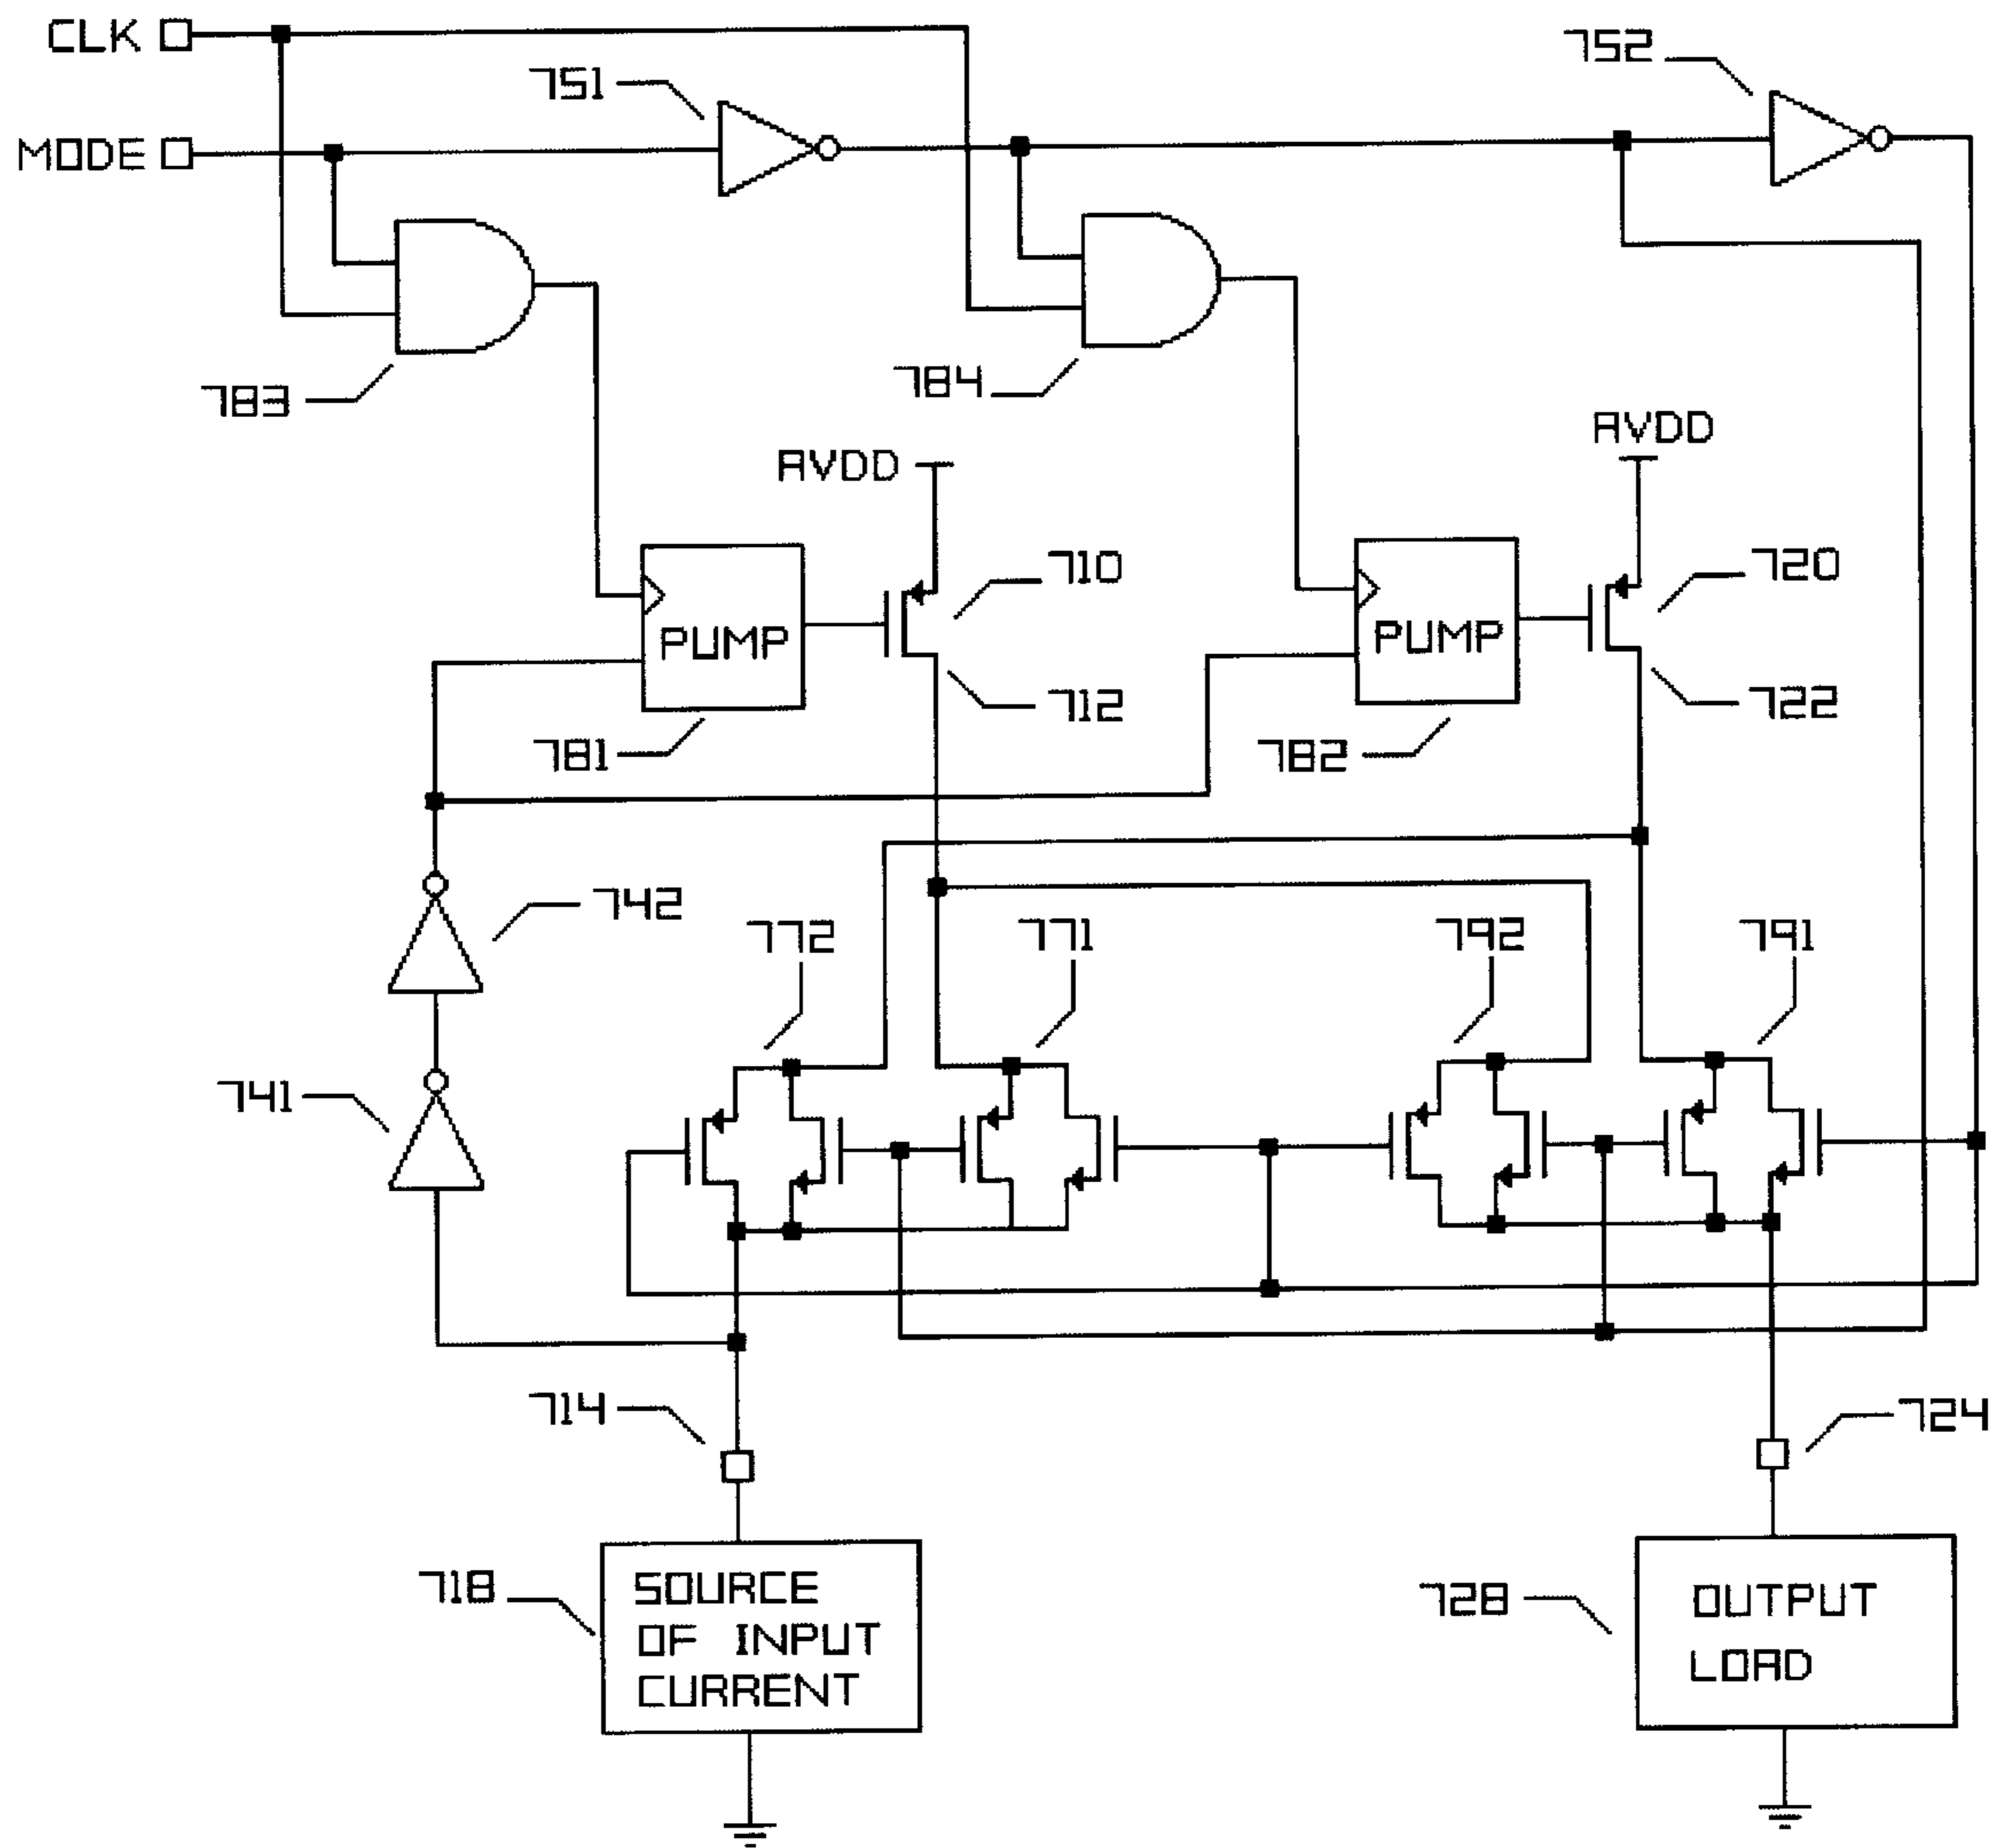 CLK
752
751
MODE
783
784
AVDD
AVDD
710
720
PUMP
PUMP
712
722
781
782
742
772
771
792
791
741
714
724
718
SOURCE
OF INPUT
CURRENT
728
OUTPUT
LOAD